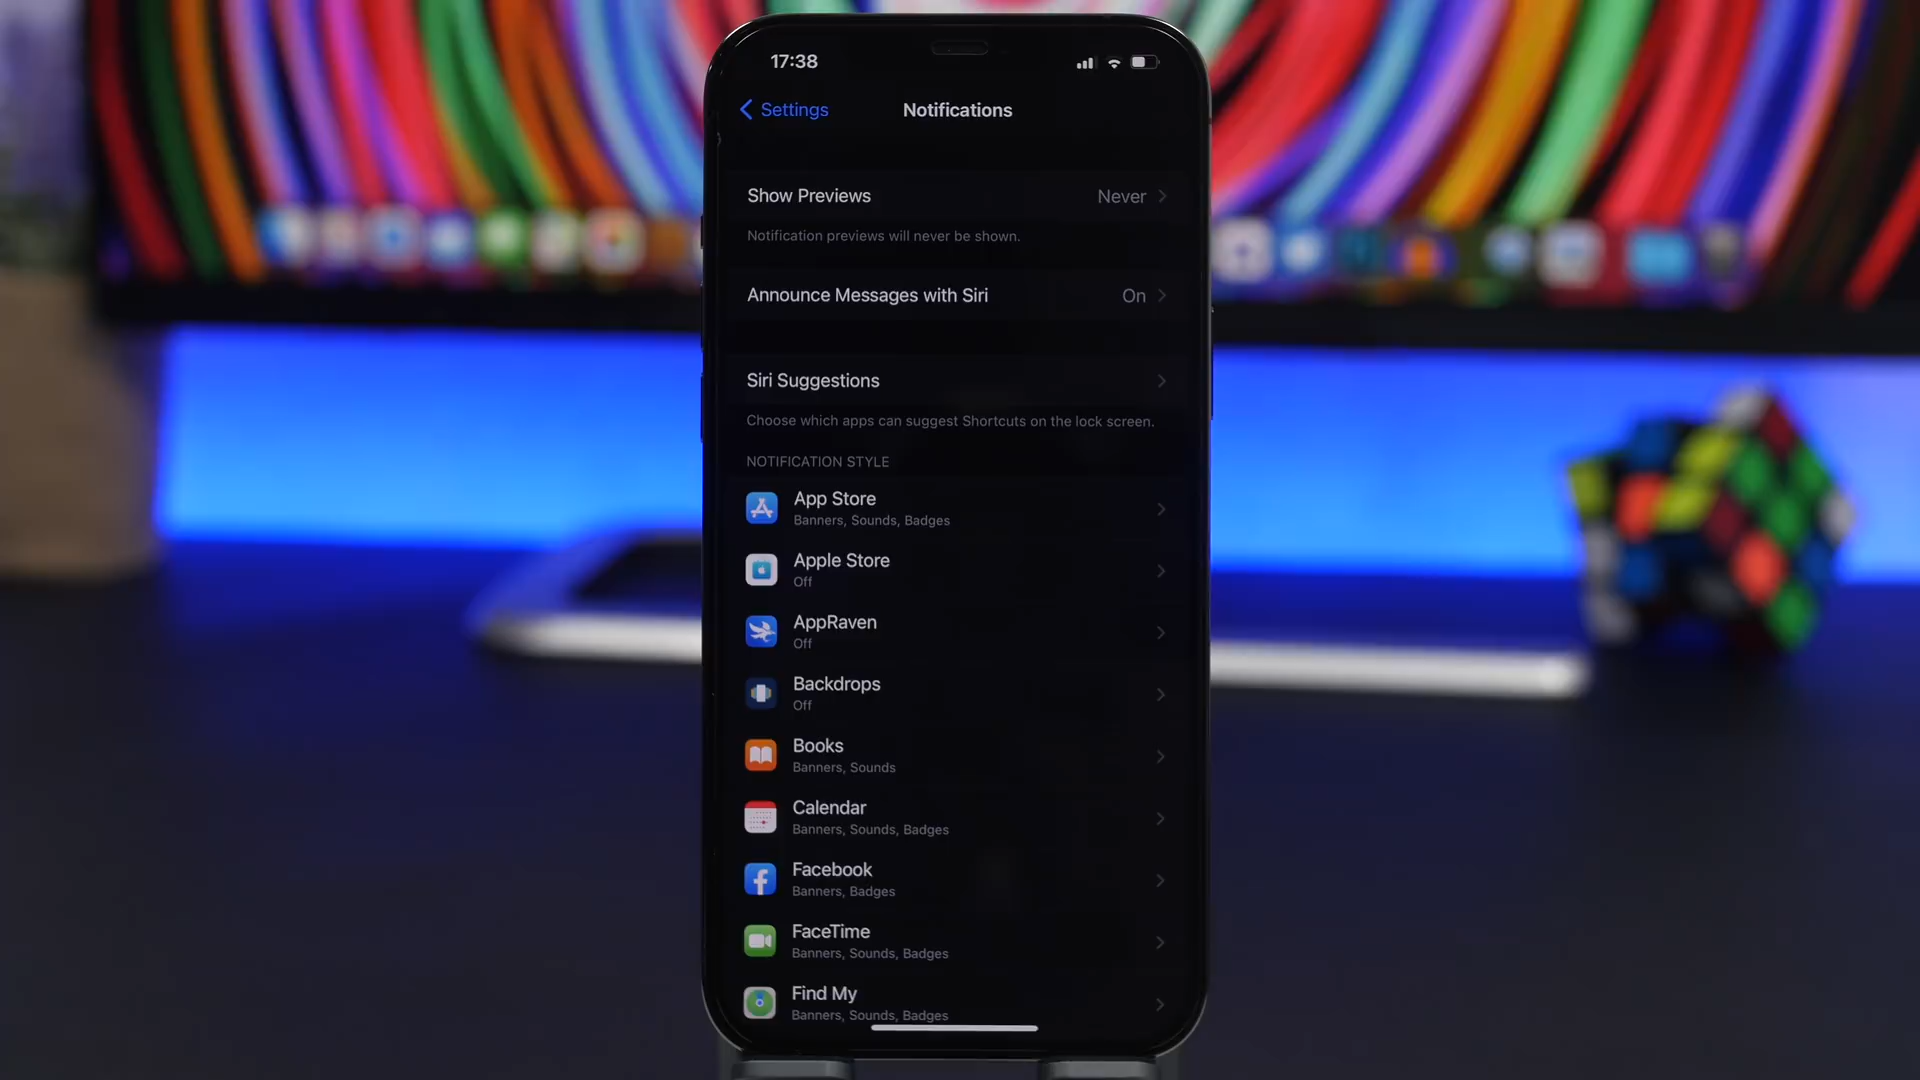 17:38
Settings
Notifications
Show Previews
Never
Notification previews will never be shown.
Announce Messages with Siri
On
Siri Suggestions
Choose which apps can suggest Shortcuts on the lock screen.
NOTIFICATION STYLE
App Store
Banners, Sounds, Badges
Apple Store
Off
AppRaven
Off
Backdrops
Off
Books
Banners, Sounds
Calendar
Banners, Sounds, Badges
Facebook
Banners, Badges
FaceTime
Banners, Sounds, Badges
Find My
Banners, Sounds, Badges